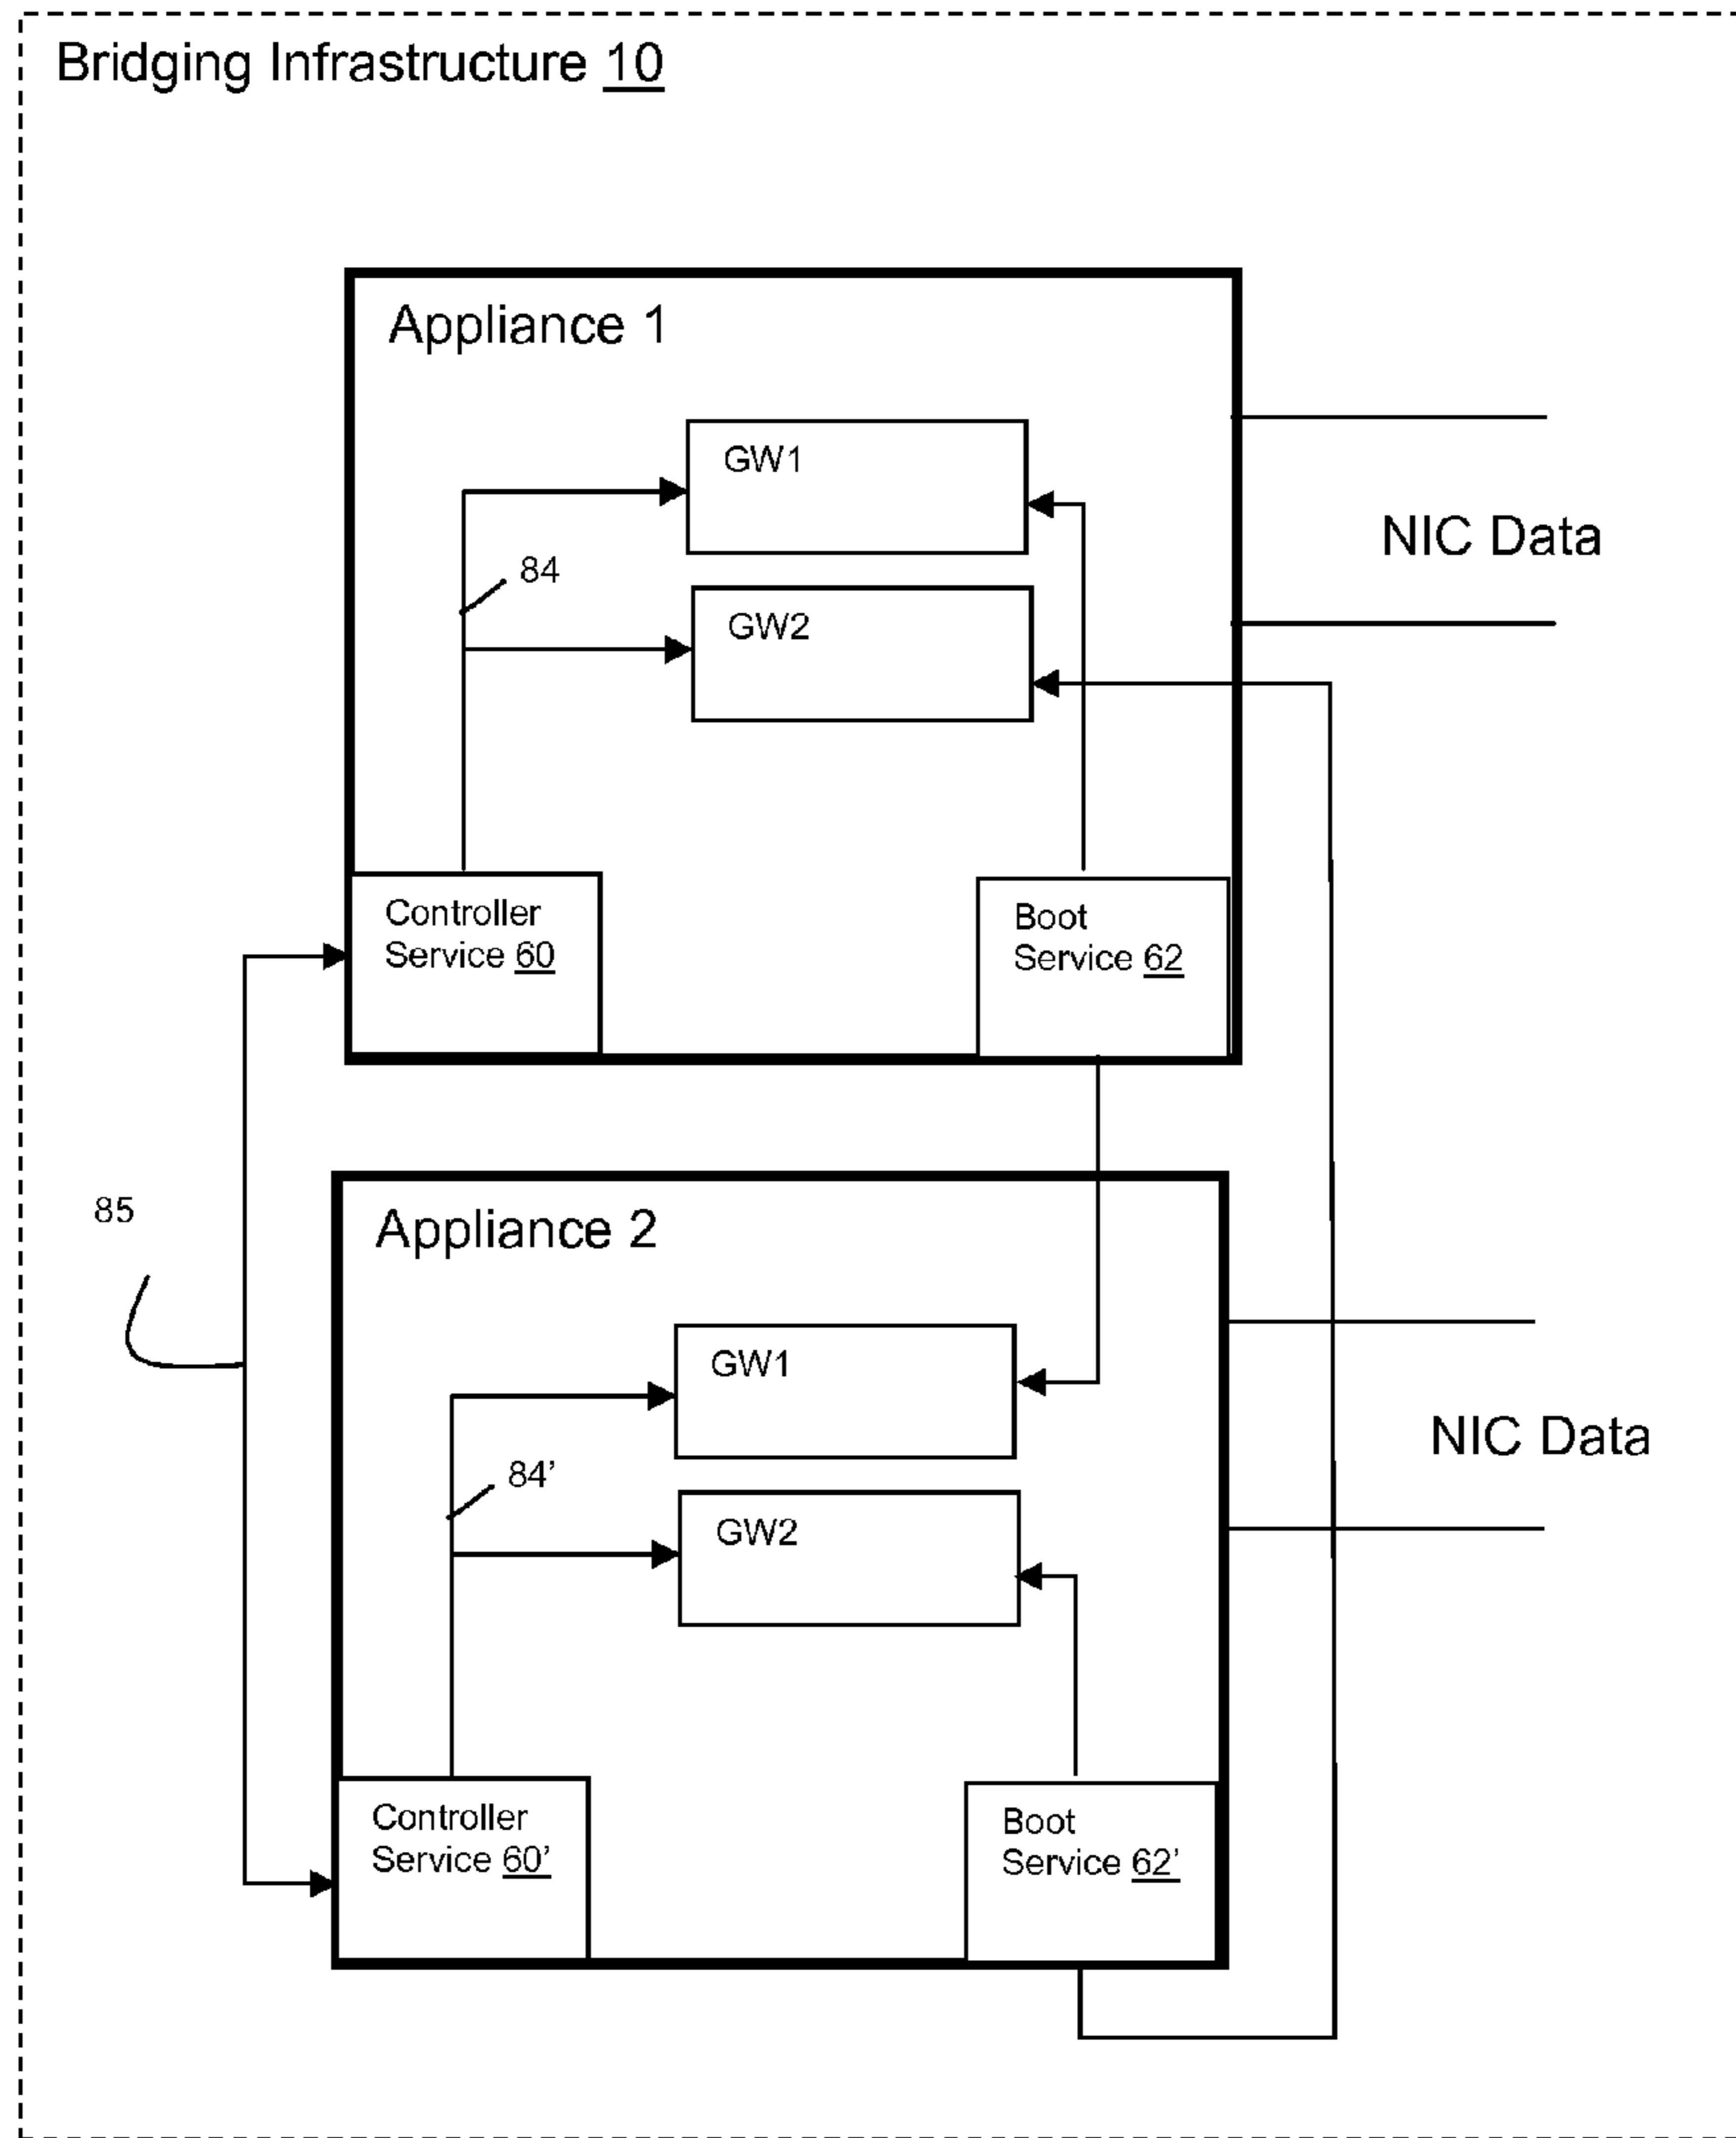 Bridging Infrastructure 10
Appliance 1
GW1
NIC Data
84
GW2
Controller
Service 60
Boot
Service 62
85
Appliance 2
GW1
NIC Data
84’
GW2
Controller
Service 60’
Boot
Service 62’